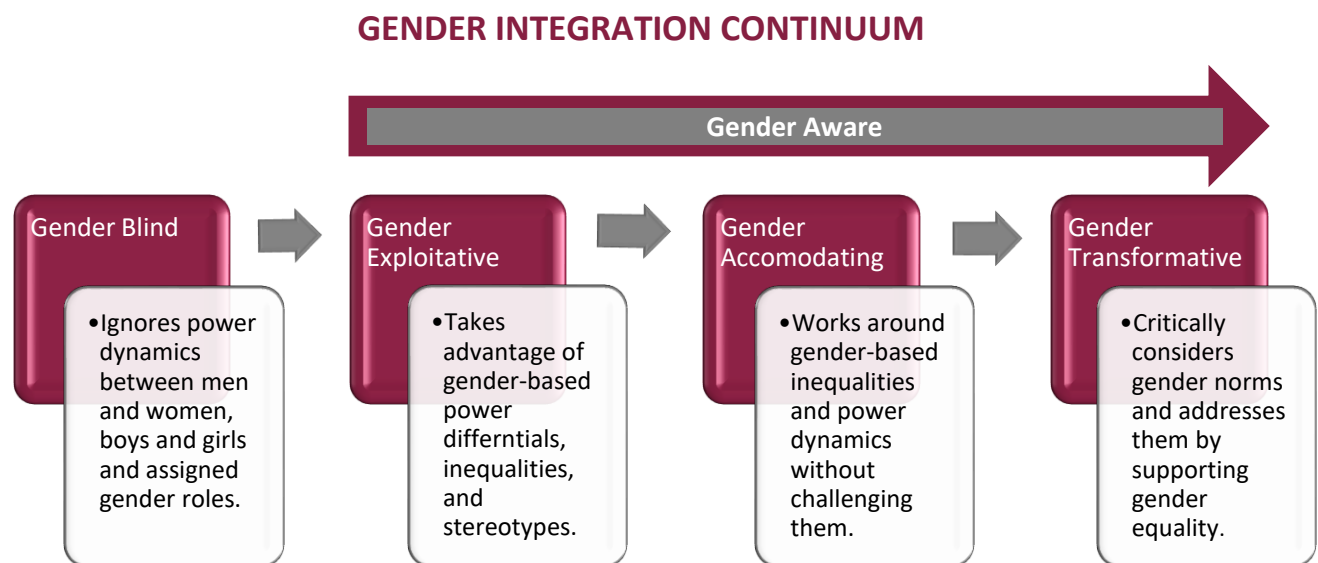 GENDER INTEGRATION CONTINUUM
Gender Aware
Gender Blind
•Ignores power
dynamics
between men
and women,
boys and girls
and assigned
gender roles.
Gender
Exploitative
•Takes
advantage of
gender-based
power
differntials,
inequalities,
and
stereotypes.
Gender
Accomodating
•Works around
gender-based
inequalities
and power
dynamics
without
challenging
them.
Gender
Transformative
•Critically
considers
gender norms
and addresses
them by
supporting
gender
equality.